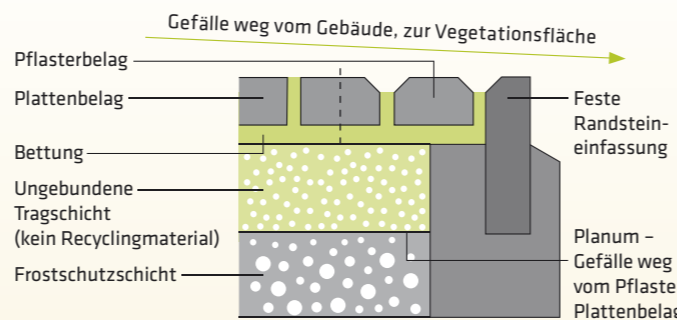 Gefälle weg vom Gebäude, zur Vegetationsfläche
Pflasterbelag
Plattenbelag
Bettung
Ungebundene
Tragschicht
(kein Recyclingmaterial)
Frostschutzschicht
Feste
Randstein-
einfassung
Planum –
Gefälle weg
vom Pflaste
Plattenbelag